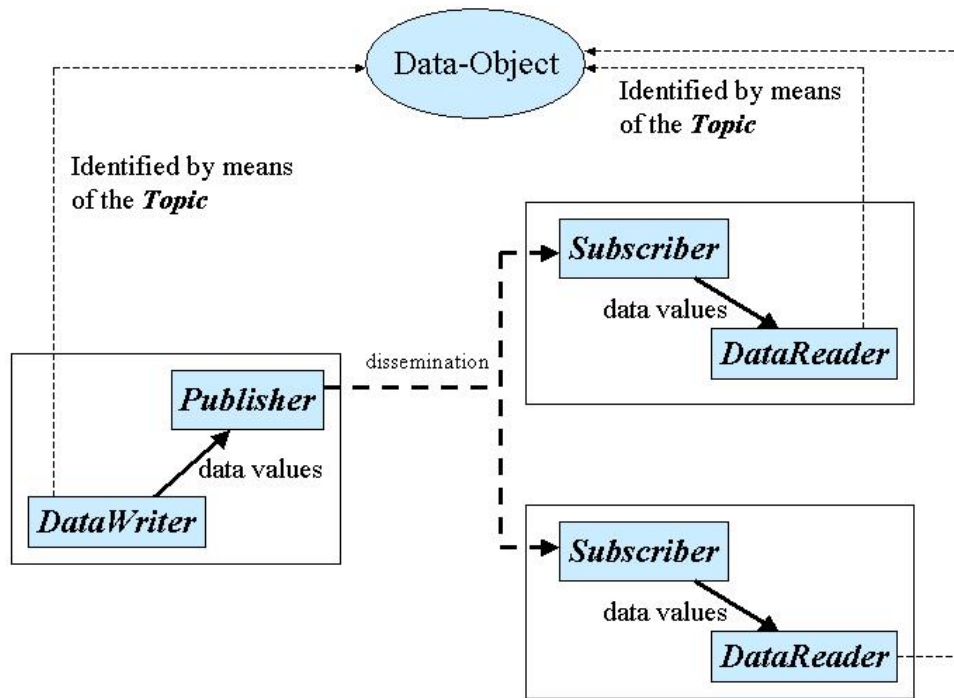 Data-Object
Identified by means
of the Topic
Identified by means
of the Topic
Subscriber
data values
DataReader
dissemination
Publisher
data values
DataWriter
Subscriber
data values
DataReader